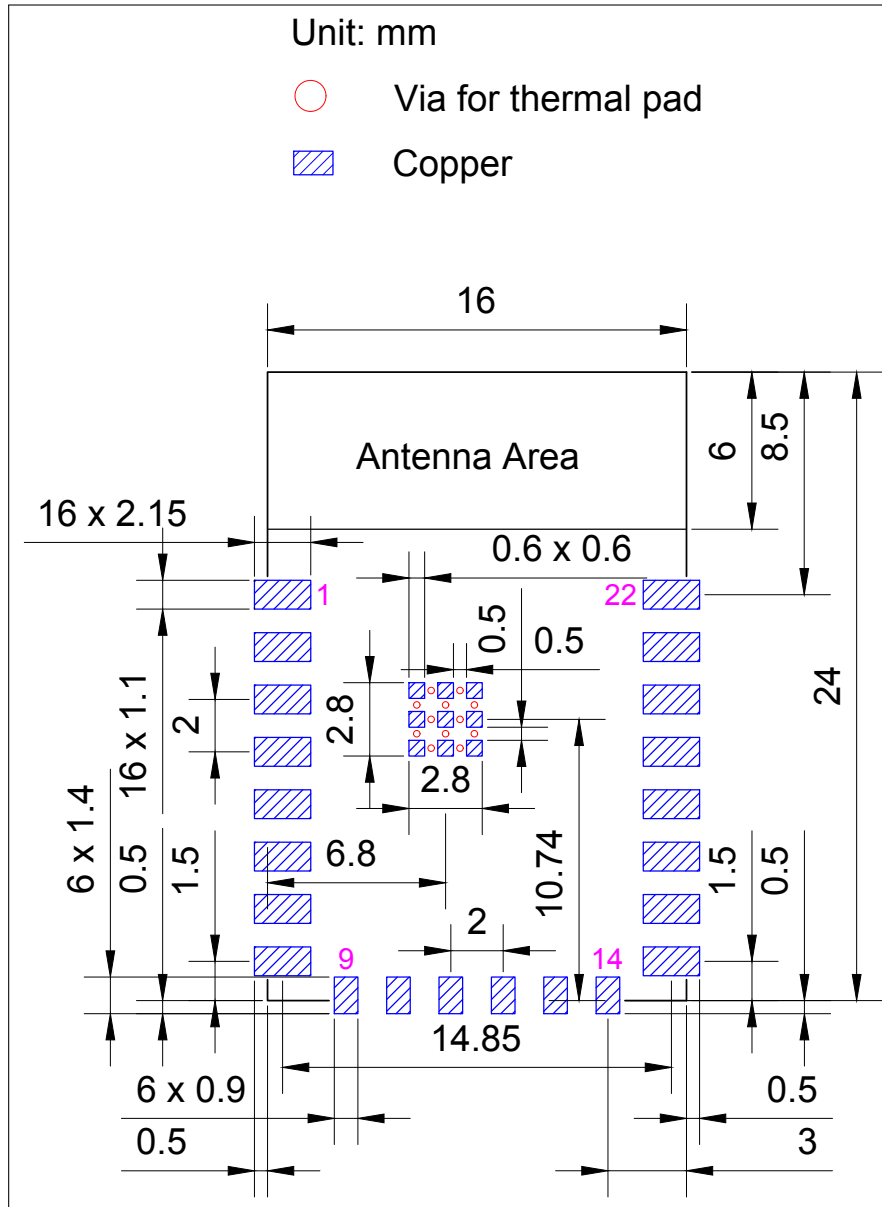 Unit: mm
Via for thermal pad
Copper
16
Antenna Area
6
8.5
24
16 x 2.15
0.6 x 0.6
1
22
0.5
0.5
16 x 1.1
2
2.8
2.8
6 x 1.4
0.5
1.5
6.8
10.74
1.5
0.5
2
9
14
14.85
6 x 0.9
0.5
0.5
3